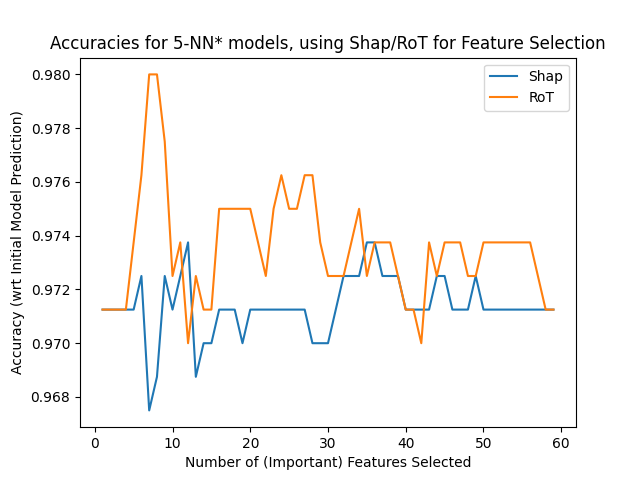 Accuracies for 5-NN* models, using Shap/RoT for Feature Selection
Shap
RoT
Accuracy (wrt Initial Model Prediction)
0.980
0.978
0.976
0.974
0.972
0.970
0.968
0
10
20
30
40
50
60
Number of (Important) Features Selected